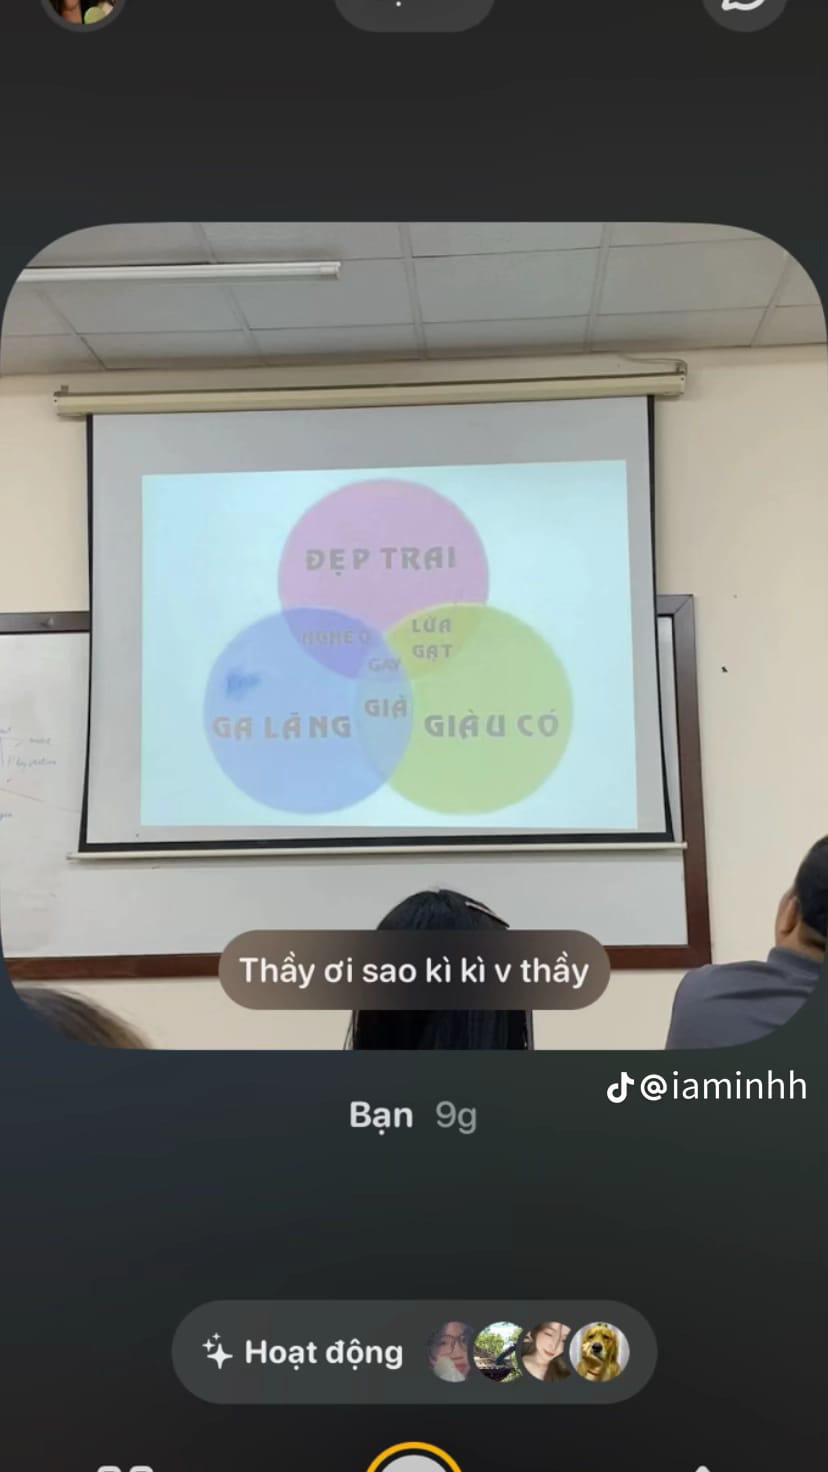 ĐẸP TRAI
NGHÈO
LỪA
GẠT
GAY
GA LĂNG
GIÀ
GIÀU CÓ
Thầy ơi sao kì kì v thầy
@iaminhh
Bạn 9g
Hoạt động